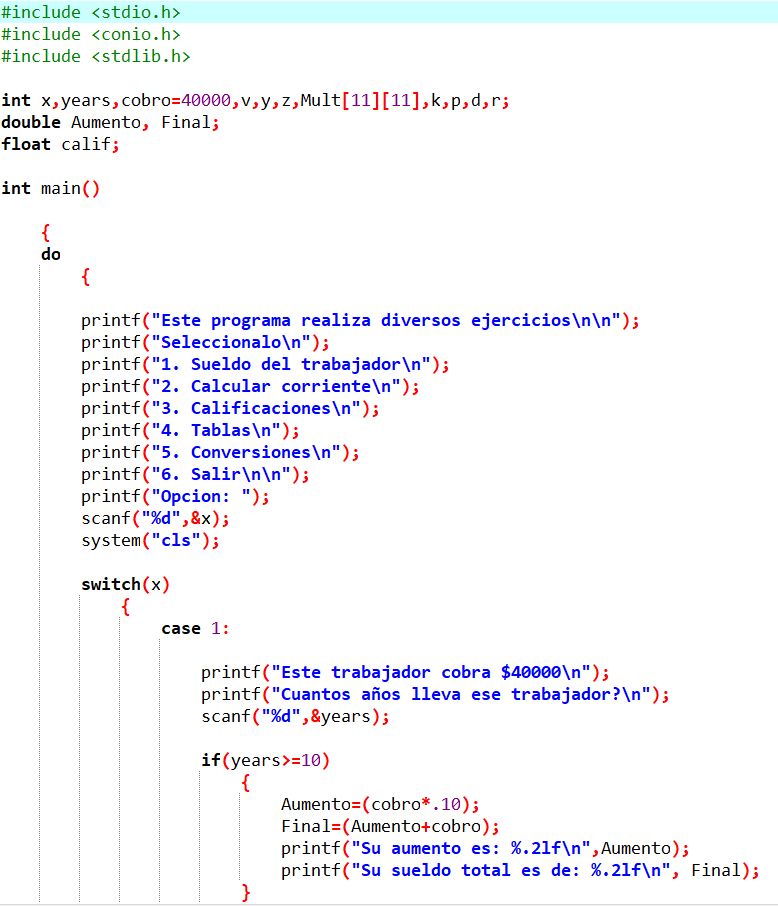 #include <stdio.h>
#include <conio.h>
#include <stdlib.h>
int x,years,cobro=40000,v,y,z,Mult[11][11],k,p,d,r;
double Aumento, Final;
float calif;
int main()
{
do
{
printf("Este programa realiza diversos ejercicios\n\n");
printf("Seleccionalo\n");
printf("1. Sueldo del trabajador\n");
printf("2. Calcular corriente\n");
printf("3. Calificaciones\n");
printf("4. Tablas\n");
printf("5. Conversiones\n");
printf("6. Salir\n\n");
printf("Opcion: ");
scanf("%d",&x);
system("cls");
switch(x)
{
case 1:
printf("Este trabajador cobra $40000\n");
printf("Cuantos años lleva ese trabajador?\n");
scanf("%d",&years);
if(years>=10)
{
Aumento=(cobro*.10);
Final=(Aumento+cobro);
printf("Su aumento es: %.2lf\n",Aumento);
printf("Su sueldo total es de: %.2lf\n", Final);
}